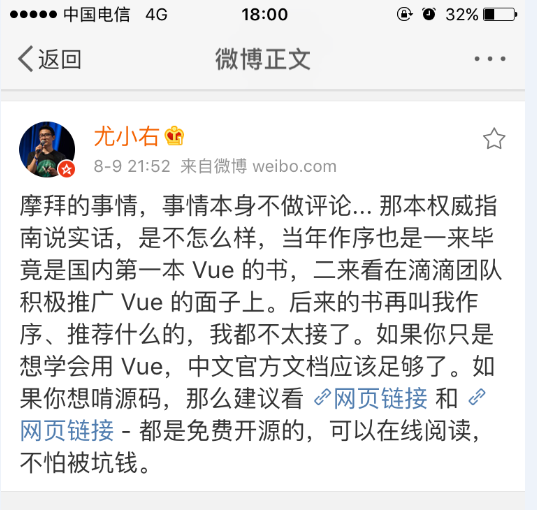 中国电信 4G 18:00 32%
返回 微博正文
尤小右
8-9 21:52 来自微博 weibo.com
摩拜的事情，事情本身不做评论... 那本权威指
南说实话，是不怎么样，当年作序也是一来毕
竟是国内第一本 Vue 的书，二来看在滴滴团队
积极推广 Vue 的面子上。后来的书再叫我作
序、推荐什么的，我都不太接了。如果你只是
想学会用 Vue，中文官方文档应该足够了。如
果你想啃源码，那么建议看 网页链接 和
网页链接 - 都是免费开源的，可以在线阅读，
不怕被坑钱。